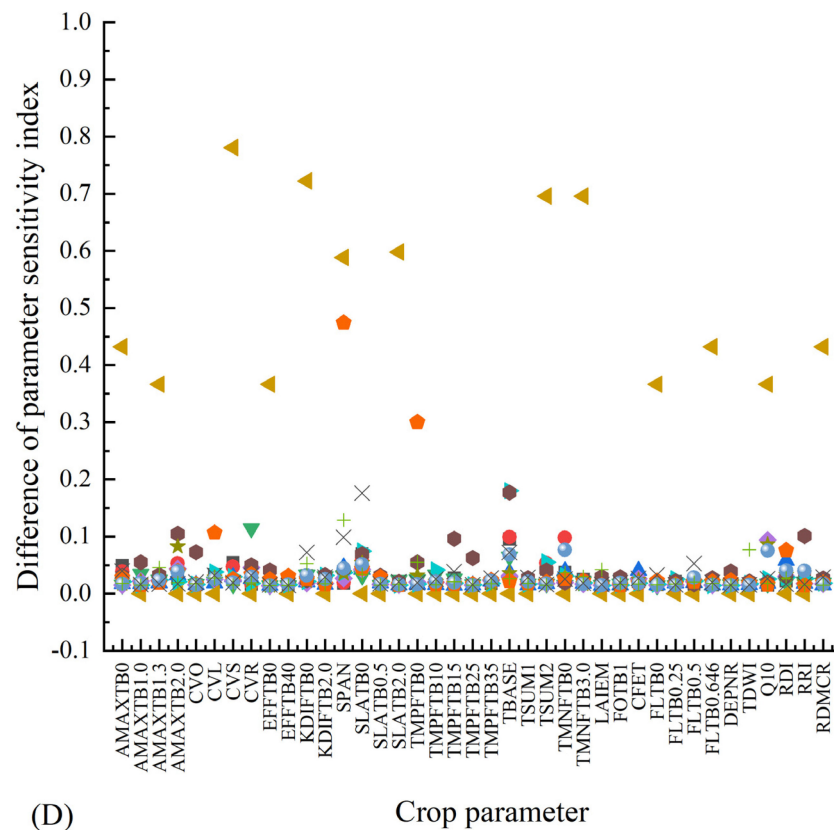 Difference of parameter sensitivity index
1.0
0.9
0.8
0.7
0.6
0.5
0.4
0.3
0.2
0.1
0.0
-0.1
AMAXTB0
AMAXTB1.0
AMAXTB1.3
AMAXTB2.0
CVO
CVL
CVS
CVR
EFFTB0
EFFTB40
KDIFTB0
KDIFTB2.0
SPAN
SLATB0
SLATB0.5
SLATB2.0
TMPFTB0
TMPFTB10
TMPFTB15
TMPFTB25
TMPFTB35
TBASE
TSUM1
TSUM2
TMNFTB0
TMNFTB3.0
LAIEM
FOTB1
CFET
FLTB0
FLTB0.25
FLTB0.5
FLTB0.646
DEPNR
TDWI
Q10
RDI
RRI
RDMCR
(D)
Crop parameter